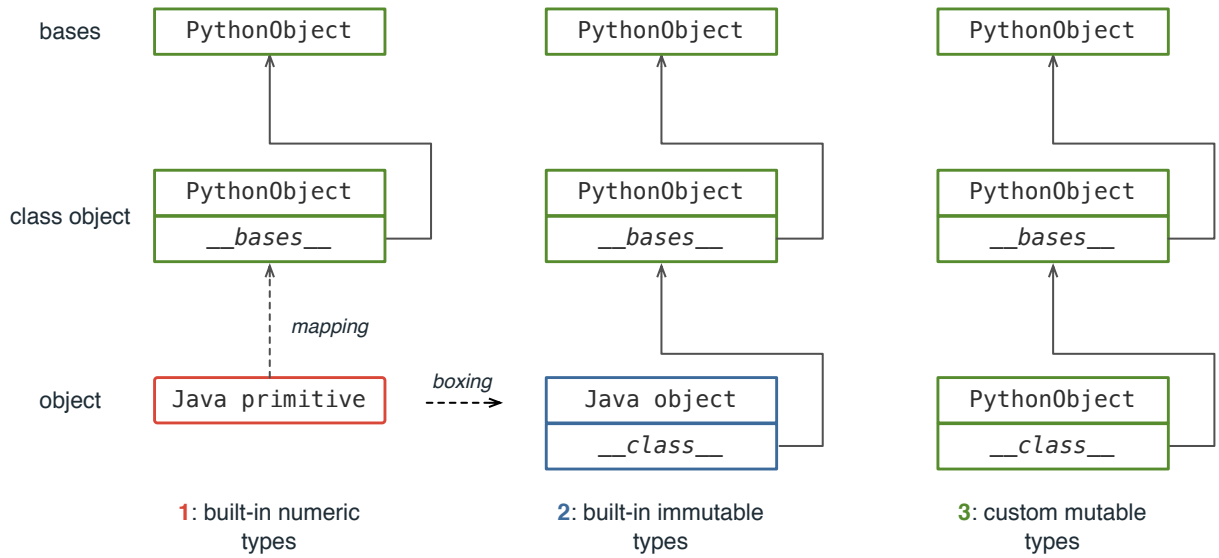 bases
PythonObject
PythonObject
PythonObject
class object
PythonObject
__bases__
PythonObject
__bases__
PythonObject
__bases__
mapping
object
Java primitive
boxing
Java object
__class__
PythonObject
__class__
1: built-in numeric
types
2: built-in immutable
types
3: custom mutable
types